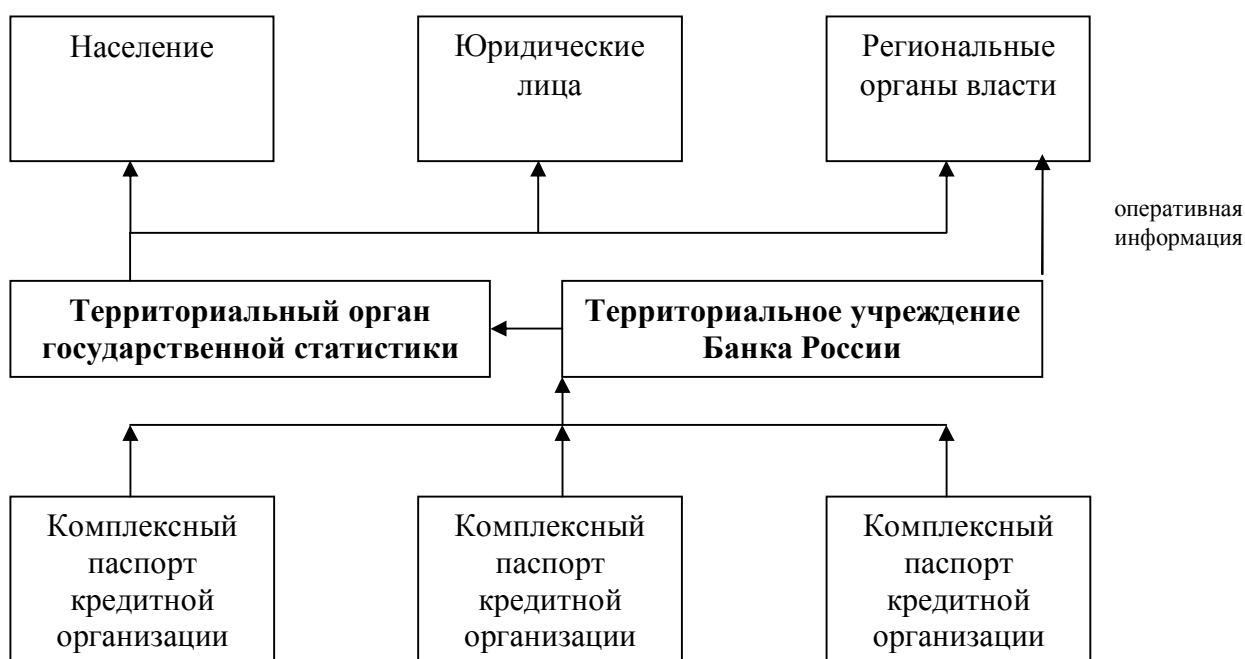 Население
Юридические
лица
Региональные
органы власти
оперативная
информация
Территориальный орган
государственной статистики
Территориальное учреждение
Банка России
Комплексный
паспорт
кредитной
организации
Комплексный
паспорт
кредитной
организации
Комплексный
паспорт
кредитной
организации